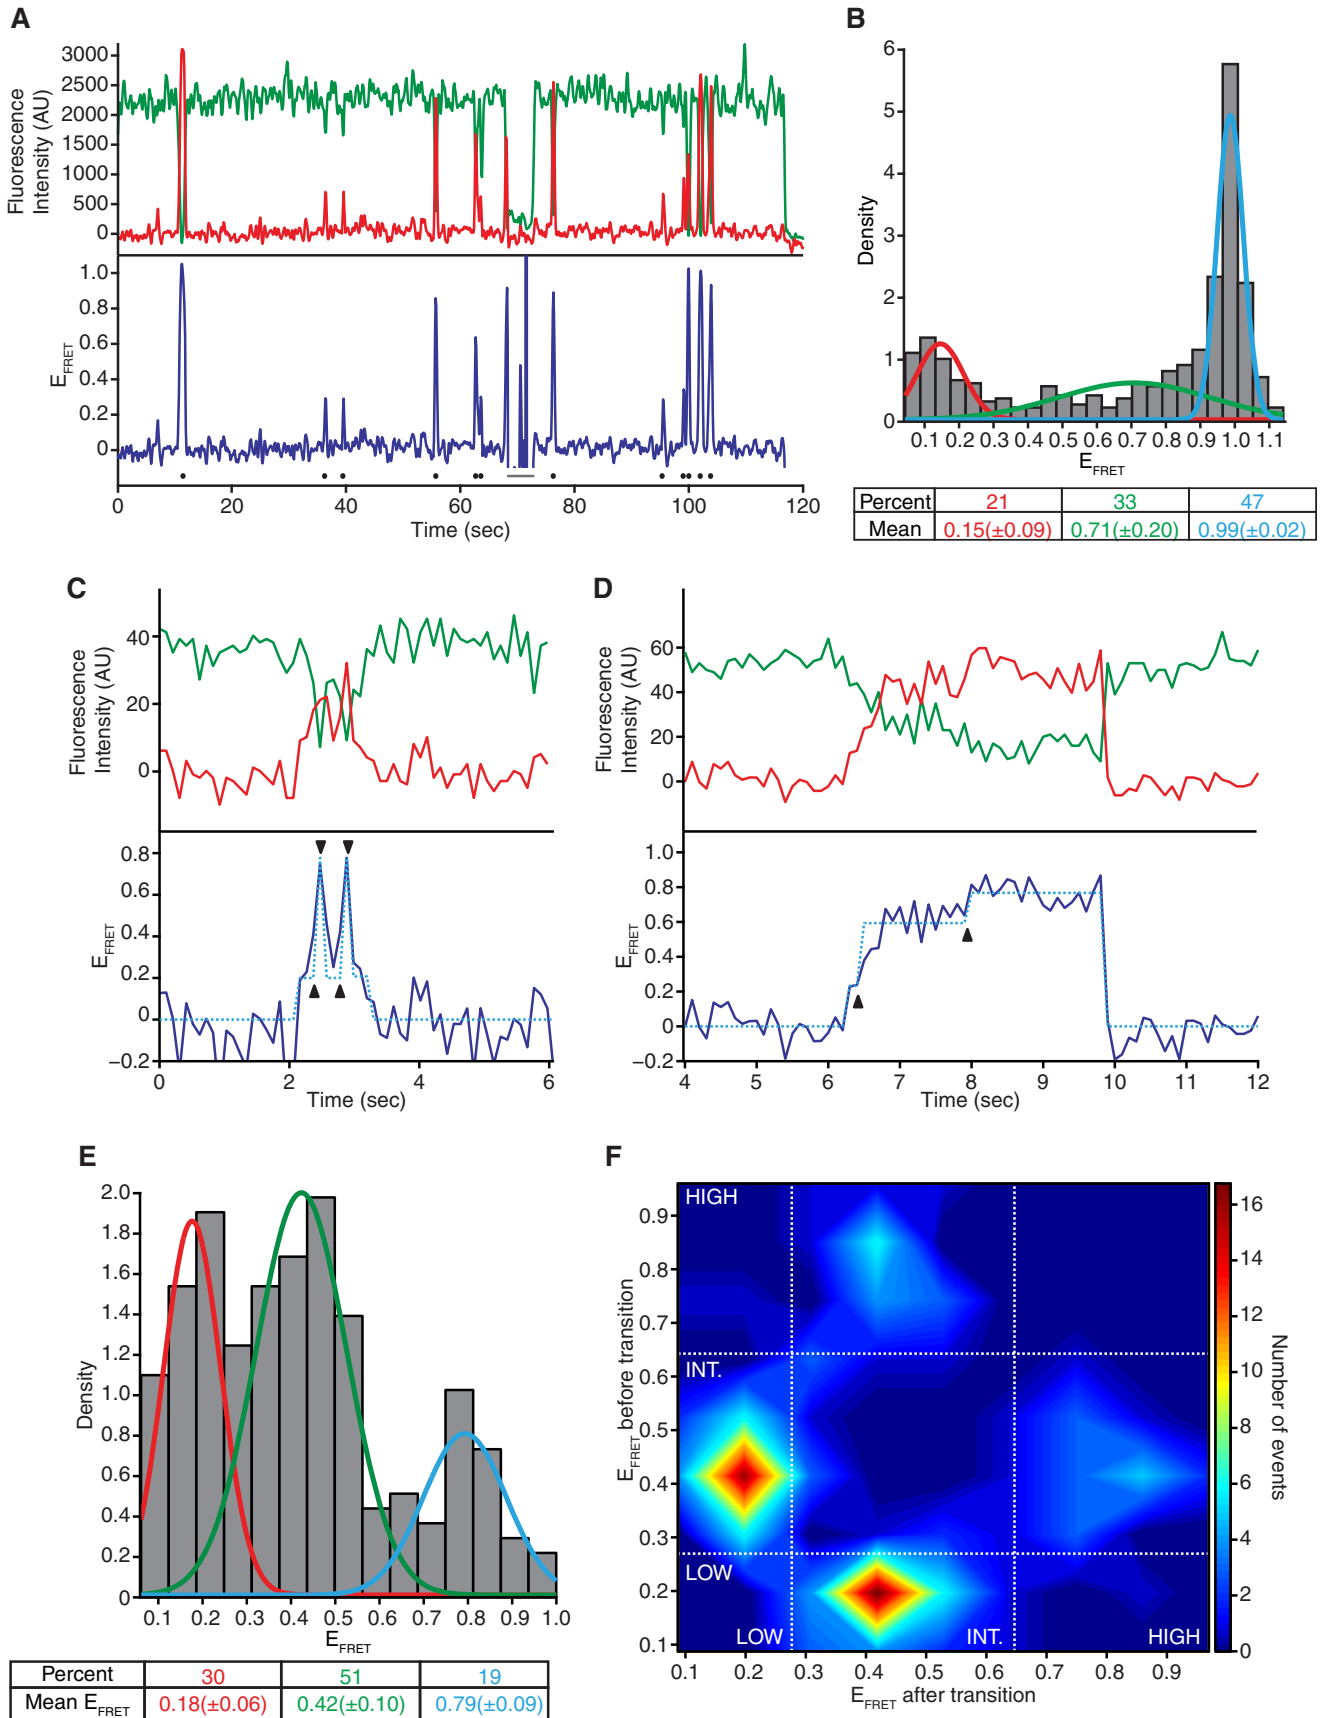 A
Fluorescence
Intensity (AU)
3000
2500
2000
1500
1000
500
0
E_FRET
1.0
0.8
0.6
0.4
0.2
0
0 20 40 60 80 100 120
Time (sec)
B
Density
6
5
4
3
2
1
0
0.1 0.2 0.3 0.4 0.5 0.6 0.7 0.8 0.9 1.0 1.1
E_FRET
Percent 21 33 47
Mean 0.15(±0.09) 0.71(±0.20) 0.99(±0.02)
C
Fluorescence
Intensity (AU)
40
20
0
E_FRET
0.8
0.6
0.4
0.2
0
−0.2
0 2 4 6
Time (sec)
D
Fluorescence
Intensity (AU)
60
40
20
0
E_FRET
1.0
0.8
0.6
0.4
0.2
0
−0.2
4 5 6 7 8 9 10 11 12
Time (sec)
E
Density
2.0
1.8
1.6
1.4
1.2
1.0
0.8
0.6
0.4
0.2
0
0.1 0.2 0.3 0.4 0.5 0.6 0.7 0.8 0.9 1.0
E_FRET
Percent 30 51 19
Mean E_FRET 0.18(±0.06) 0.42(±0.10) 0.79(±0.09)
F
E_FRET before transition
0.9
0.8
0.7
0.6
0.5
0.4
0.3
0.2
0.1
HIGH
INT.
LOW
LOW INT. HIGH
0.1 0.2 0.3 0.4 0.5 0.6 0.7 0.8 0.9
E_FRET after transition
16
14
12
10
8
6
4
2
0
Number of events